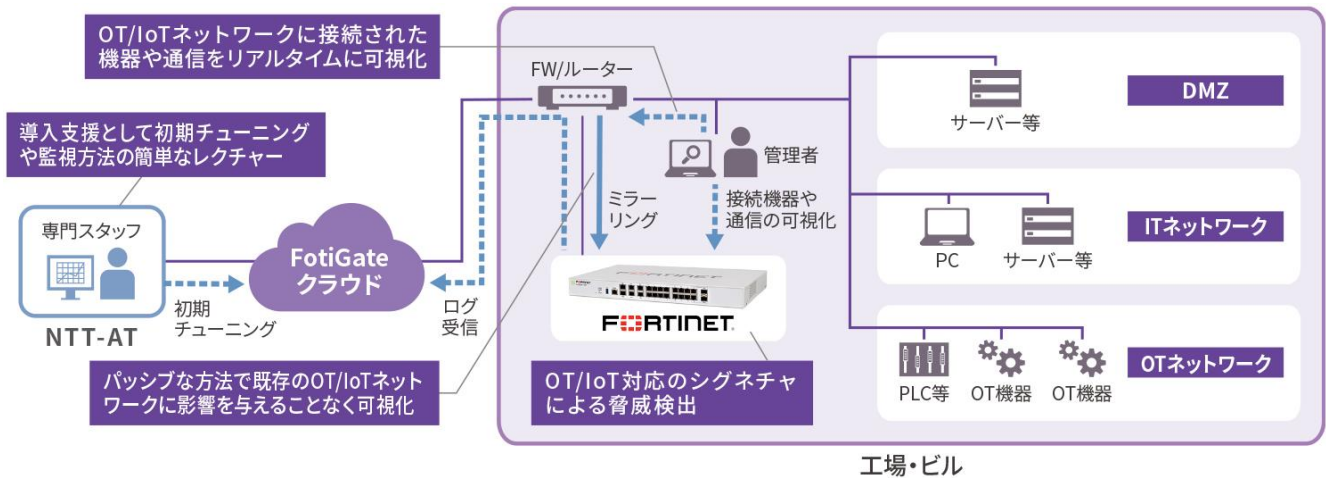 OT/IoTネットワークに接続された
機器や通信をリアルタイムに可視化
導入支援として初期チューニング
や監視方法の簡単なレクチャー
専門スタッフ
NTT-AT
初期
チューニング
FotiGate
クラウド
ログ
受信
パッシブな方法で既存のOT/IoTネット
ワークに影響を与えることなく可視化
FW/ルーター
ミラー
リング
管理者
接続機器や
通信の可視化
FORTINET
FORTINET.
OT/IoT対応のシグネチャ
による脅威検出
サーバー等
DMZ
PC
サーバー等
ITネットワーク
PLC等
OT機器
OT機器
OTネットワーク
工場・ビル